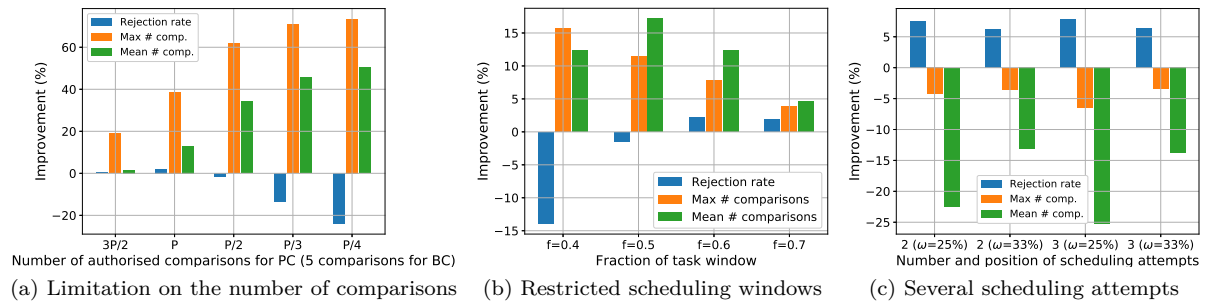 Improvement (%)
60
40
20
0
−20
Rejection rate
Max # comp.
Mean # comp.
3P/2 P P/2 P/3 P/4
Number of authorised comparisons for PC (5 comparisons for BC)
(a) Limitation on the number of comparisons
Improvement (%)
15
10
5
0
−5
−10
−15
Rejection rate
Max # comparisons
Mean # comparisons
f=0.4 f=0.5 f=0.6 f=0.7
Fraction of task window
(b) Restricted scheduling windows
Improvement (%)
5
0
−5
−10
−15
−20
−25
Rejection rate
Max # comp.
Mean # comp.
2 (ω=25%) 2 (ω=33%) 3 (ω=25%) 3 (ω=33%)
Number and position of scheduling attempts
(c) Several scheduling attempts